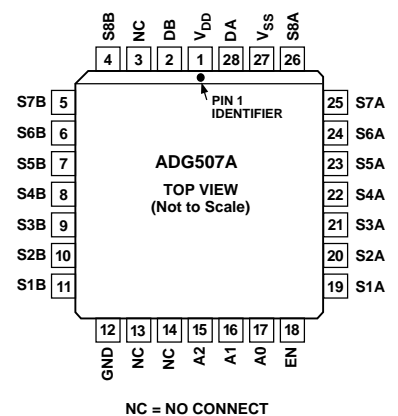 S8B NC DB VDD DA VSS S8A
4 3 2 1 28 27 26
PIN 1
IDENTIFIER
S7B 5
S6B 6
S5B 7
S4B 8
S3B 9
S2B 10
S1B 11
ADG507A
TOP VIEW
(Not to Scale)
25 S7A
24 S6A
23 S5A
22 S4A
21 S3A
20 S2A
19 S1A
12 13 14 15 16 17 18
GND NC NC A2 A1 A0 EN
NC = NO CONNECT